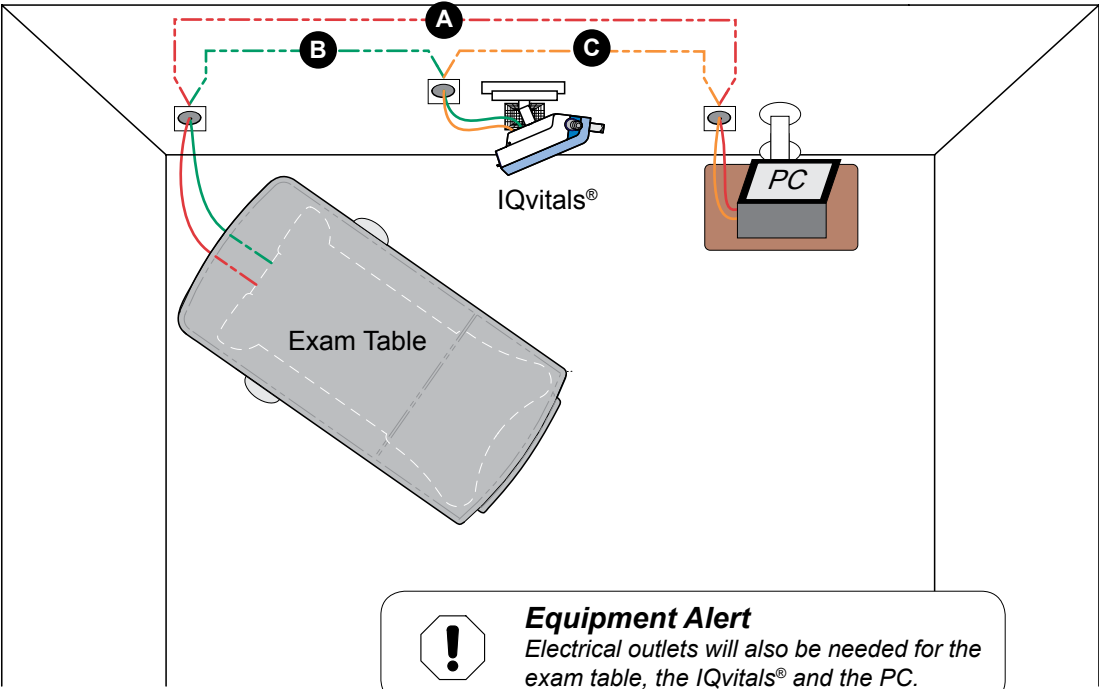 A
B
C
IQvitals®
PC
Exam Table
Equipment Alert
Electrical outlets will also be needed for the
exam table, the IQvitals® and the PC.